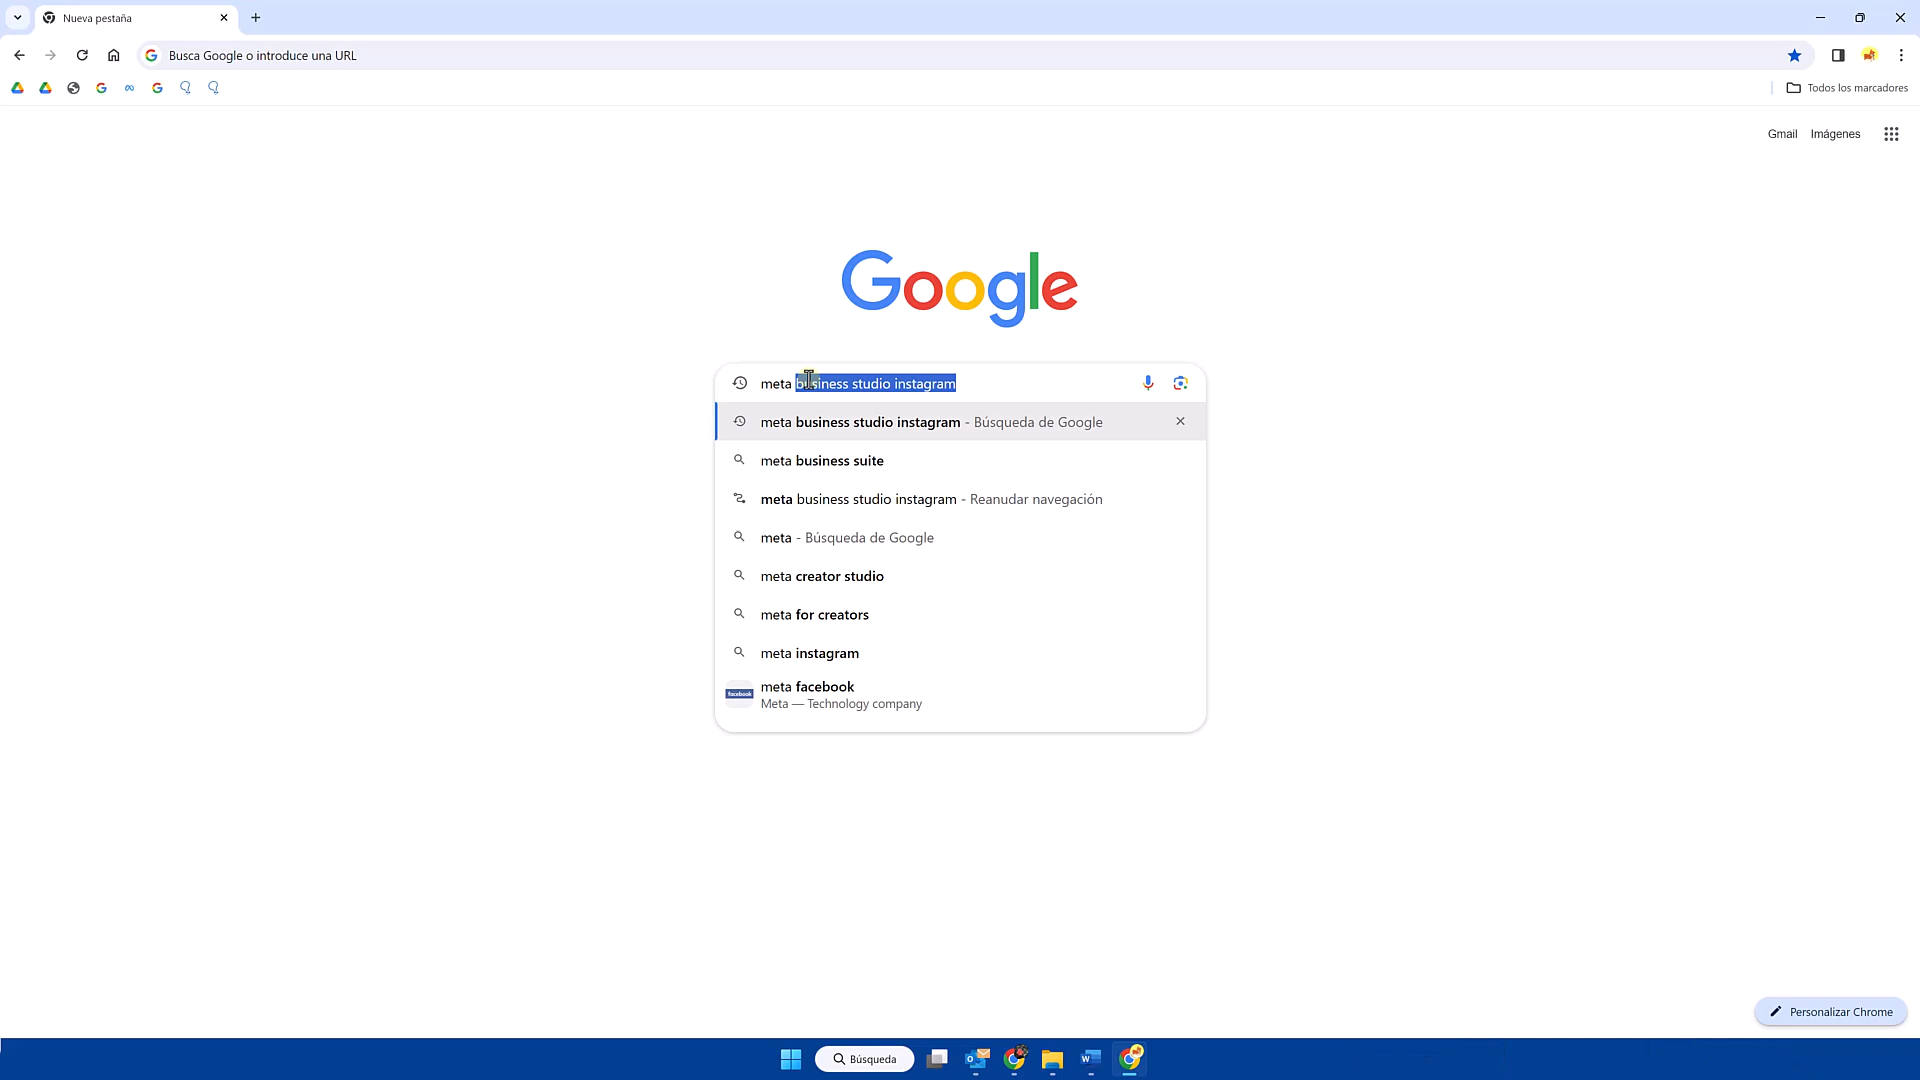 Nueva pestaña
Busca Google o introduce una URL
Todos los marcadores
Gmail Imágenes
Google
meta business studio instagram
meta business studio instagram - Búsqueda de Google
meta business suite
meta business studio instagram - Reanudar navegación
meta - Búsqueda de Google
meta creator studio
meta for creators
meta instagram
facebook
meta facebook
Meta — Technology company
Personalizar Chrome
Búsqueda